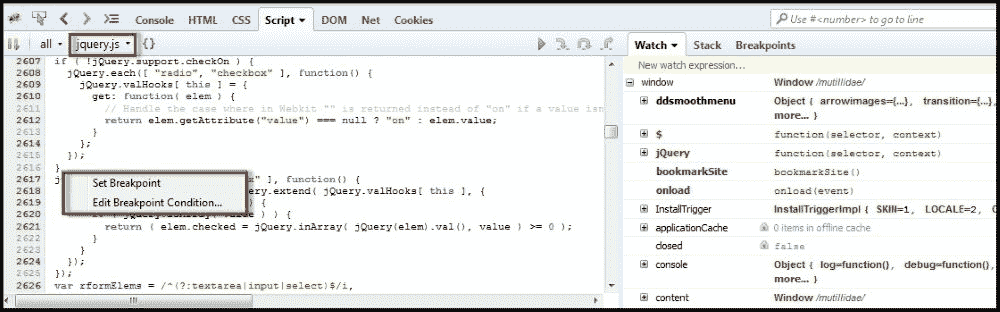 Console HTML CSS Script DOM Net Cookies
Use #<number> to go to line
all jquery.js {}
Watch Stack Breakpoints
New watch expression...
2607 if ( !jQuery.support.checkOn ) {
2608 jQuery.each([ "radio", "checkbox" ], function() {
2609 jQuery.valHooks[ this ] = {
2610 get: function( elem ) {
2611 // Handle the case where in Webkit "" is returned instead of "on" if a value isn
2612 return elem.getAttribute("value") === null ? "on" : elem.value;
2613 }
2614 };
2615 });
2616 }
2617 j ox" ], function() {
Set Breakpoint
2618 uery.extend( jQuery.valHooks[ this ], {
2619 ) {
Edit Breakpoint Condition...
2620 value ) ) {
2621 return ( elem.checked = jQuery.inArray( jQuery(elem).val(), value ) >= 0 );
2622 }
2623 }
2624 });
2625 });
2626 var rformElems = /^(?:textarea|input|select)$/i,
window Window /mutillidae/
ddsmoothmenu Object { arrowimages={...}, transition={...},
more... }
$ function(selector, context)
jQuery function(selector, context)
bookmarkSite bookmarkSite()
onload onload(event)
InstallTrigger InstallTriggerImpl { SKIN=1, LOCALE=2,
applicationCache 0 items in offline cache
closed false
console Object { log=function(), debug=function(),
more... }
content Window /mutillidae/